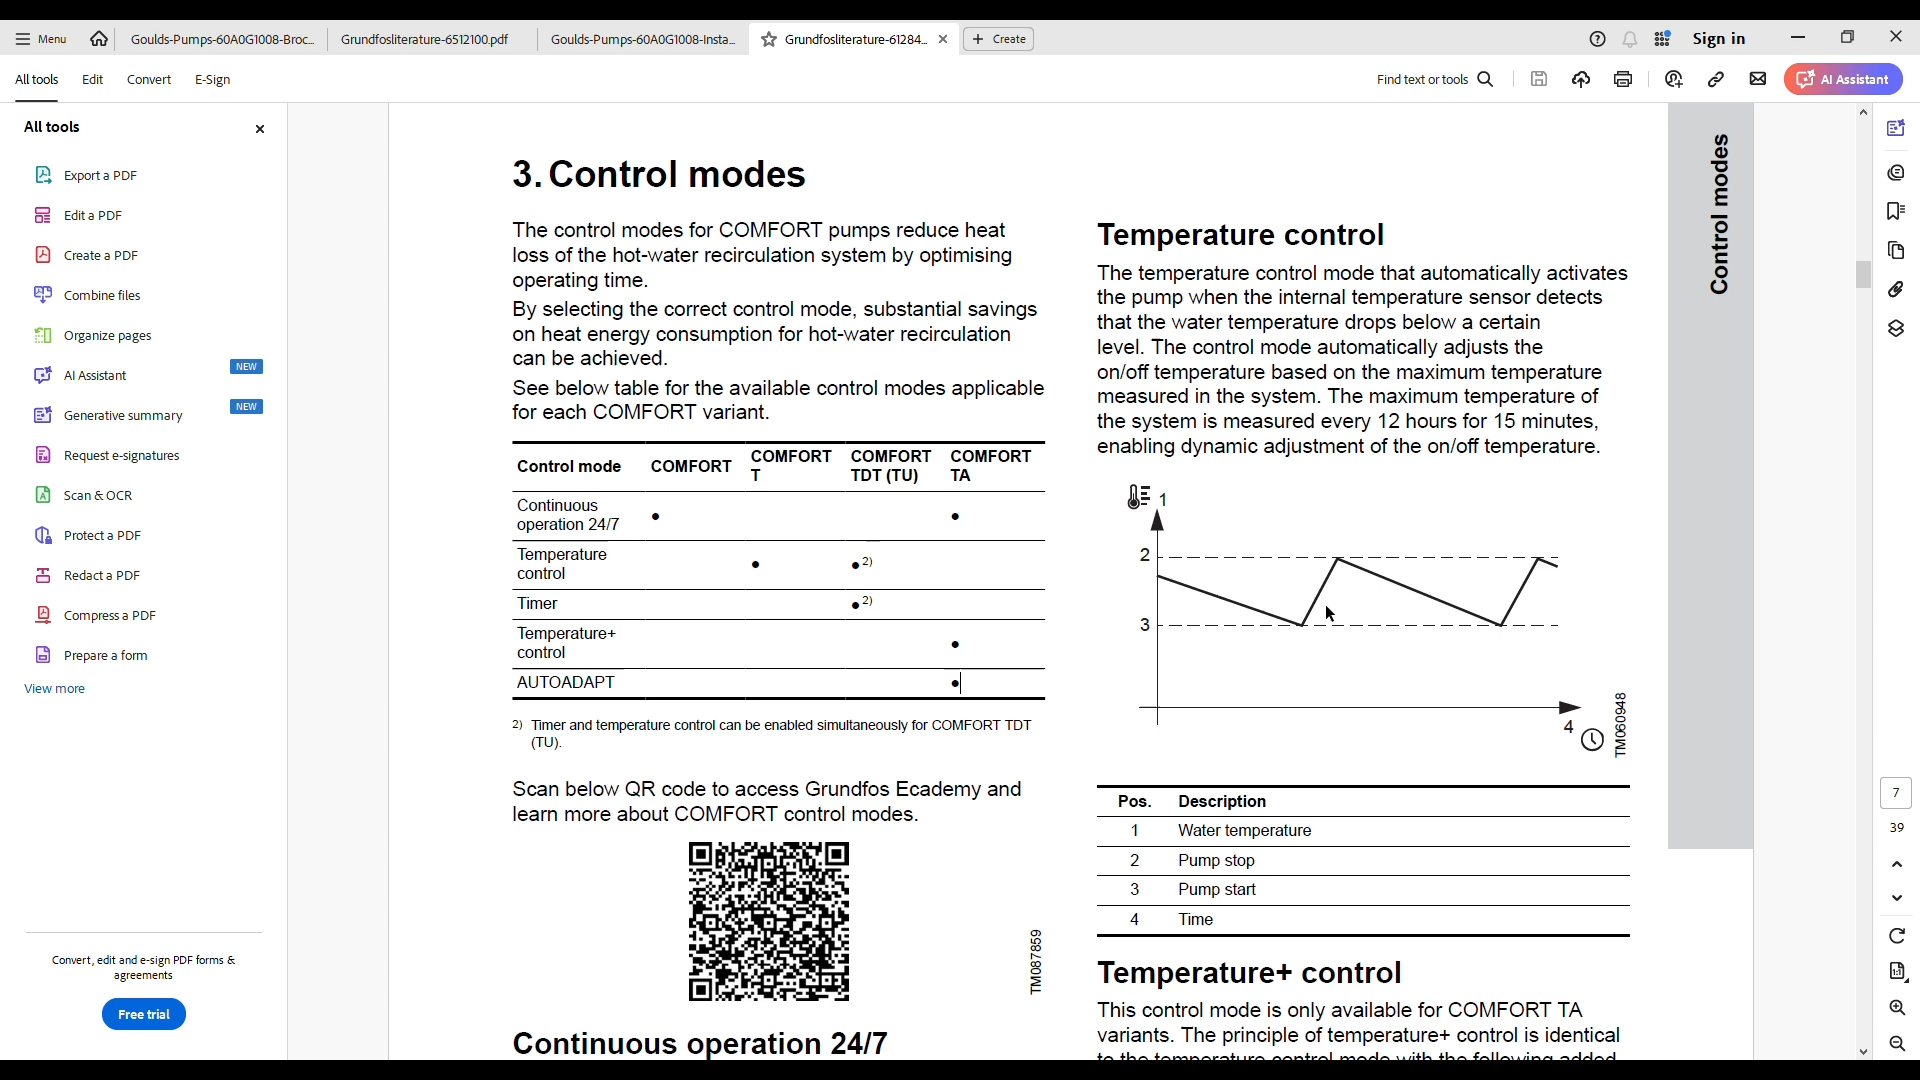 Menu
Goulds-Pumps-60A0G1008-Broc...
Grundfosliterature-6512100.pdf
Goulds-Pumps-60A0G1008-Insta...
Grundfosliterature-61284...
Create
Sign in
All tools
Edit
Convert
E-Sign
Find text or tools
AI Assistant
All tools
Export a PDF
Edit a PDF
Create a PDF
Combine files
Organize pages
AI Assistant
NEW
Generative summary
NEW
Request e-signatures
Scan & OCR
Protect a PDF
Redact a PDF
Compress a PDF
Prepare a form
View more
Convert, edit and e-sign PDF forms &
agreements
Free trial
3. Control modes
The control modes for COMFORT pumps reduce heat
loss of the hot-water recirculation system by optimising
operating time.
By selecting the correct control mode, substantial savings
on heat energy consumption for hot-water recirculation
can be achieved.
See below table for the available control modes applicable
for each COMFORT variant.
Control mode COMFORT COMFORT T COMFORT TDT (TU) COMFORT TA
Continuous
operation 24/7 • •
Temperature
control • • 2)
Timer • 2)
Temperature+
control •
AUTOADAPT •
2) Timer and temperature control can be enabled simultaneously for COMFORT TDT
(TU).
Scan below QR code to access Grundfos Ecademy and
learn more about COMFORT control modes.
TM087859
Continuous operation 24/7
Temperature control
The temperature control mode that automatically activates
the pump when the internal temperature sensor detects
that the water temperature drops below a certain
level. The control mode automatically adjusts the
on/off temperature based on the maximum temperature
measured in the system. The maximum temperature of
the system is measured every 12 hours for 15 minutes,
enabling dynamic adjustment of the on/off temperature.
1
2
3
4
TM060948
Pos. Description
1 Water temperature
2 Pump stop
3 Pump start
4 Time
Temperature+ control
This control mode is only available for COMFORT TA
variants. The principle of temperature+ control is identical
to the temperature control mode with the following added
Control modes
7
39